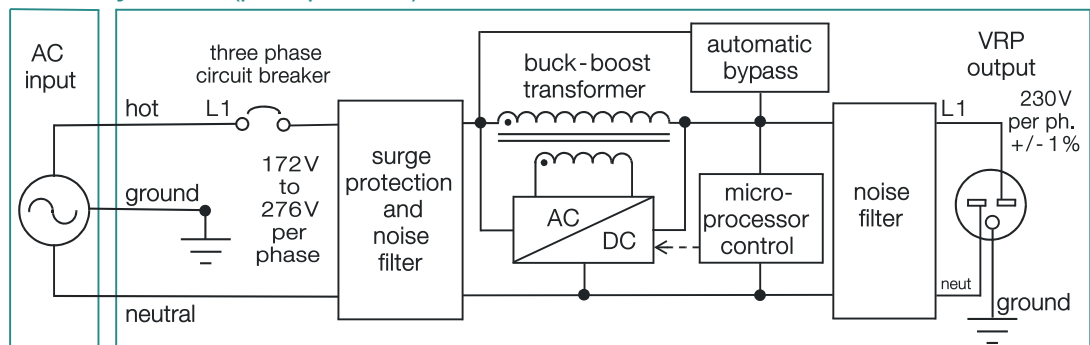 AC
input
hot
ground
neutral
three phase
circuit breaker
L1
172V
to
276V
per
phase
surge
protection
and
noise
filter
buck-boost
transformer
automatic
bypass
AC
DC
micro-
processor
control
noise
filter
VRP
output
L1
230V
per ph.
+/- 1%
neut
ground